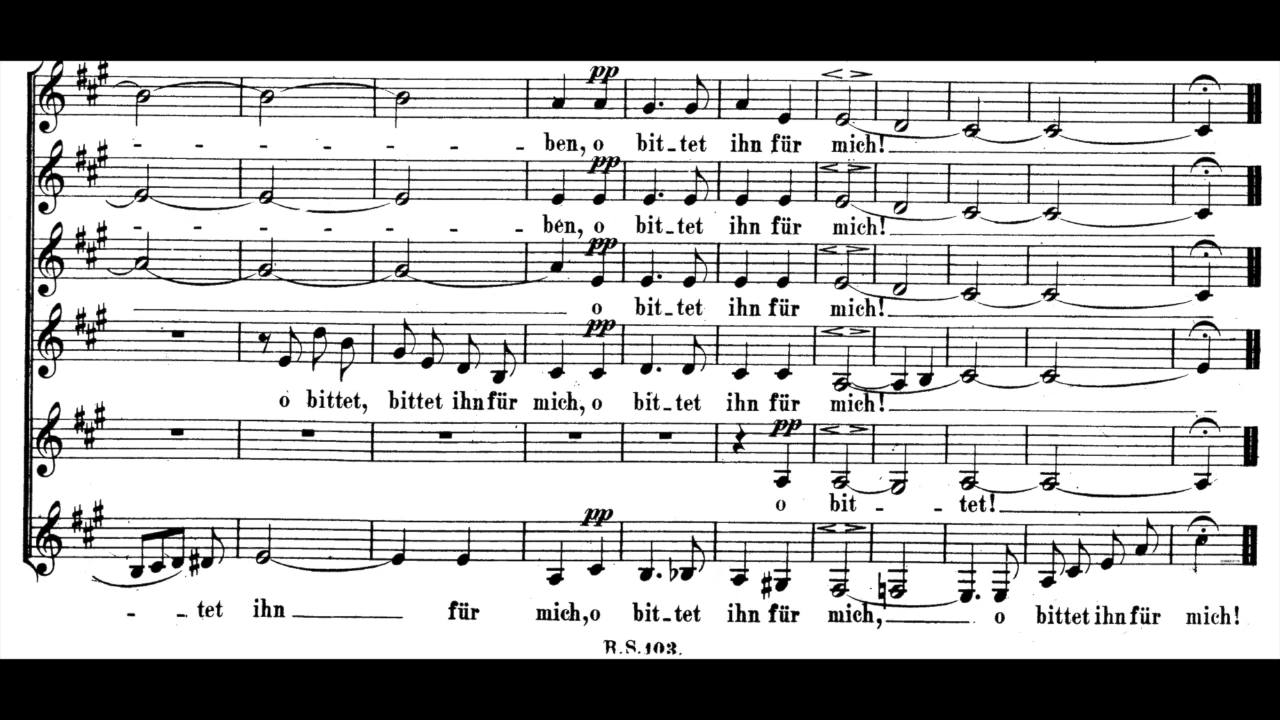 pp < >
- - - - - - - - - ben, o bit - tet ihn für mich!
pp < >
- - - - - - - - - ben, o bit - tet ihn für mich!
pp < >
o bit - tet ihn für mich!
pp < >
o bittet, bittet ihn für mich, o bit - tet ihn für mich!
pp < >
o bit - - tet!
pp < >
- - tet ihn für mich, o bit - tet ihn für mich, o bittet ihn für mich!
R.S.103.